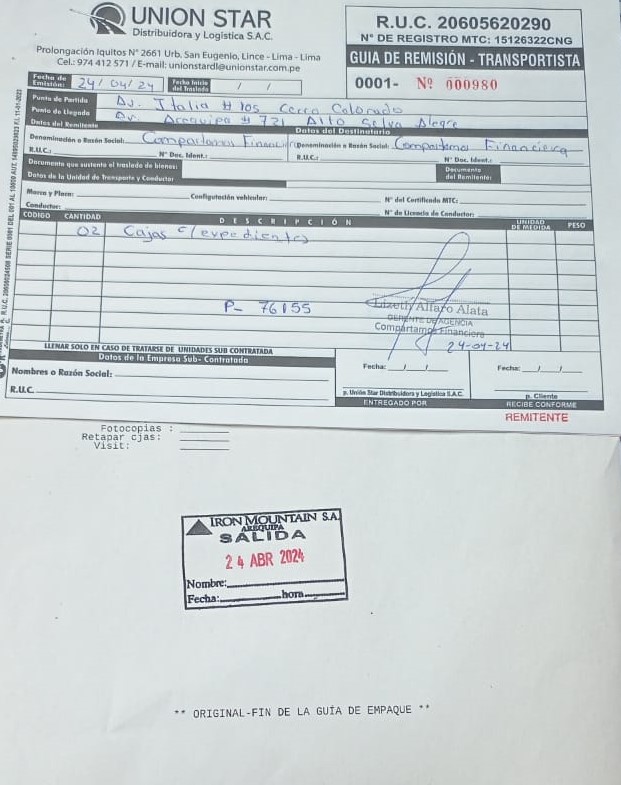 UNION STAR
Distribuidora y Logística S.A.C.
Prolongación Iquitos N° 2661 Urb. San Eugenio, Lince - Lima - Lima
Cel.: 974 412 571 / E-mail: unionstardl@unionstar.com.pe
R.U.C. 20605620290
N° DE REGISTRO MTC: 15126322CNG
GUIA DE REMISIÓN - TRANSPORTISTA
0001- Nº 000980
Fecha de Emisión: 24/04/24 Fecha Inicio del Traslado / /
Punto de Partida Av. Italia # 105 Cerro Colorado
Punto de Llegada Av. Arequipa # 721 Alto Selva Alegre
Datos del Remitente Datos del Destinatario
Denominación o Razón Social: Compartamos Financiera Denominación o Razón Social: Compartamos Financiera
R.U.C.: N° Doc. Ident.: R.U.C.: N° Doc. Ident.:
Documento que sustenta el traslado de bienes: Documento del Remitente:
Datos de la Unidad de Transporte y Conductor
Marca y Placa: Configuración vehicular: N° del Certificado MTC:
Conductor: N° de Licencia de Conductor:
CÓDIGO CANTIDAD DESCRIPCIÓN UNIDAD DE MEDIDA PESO
02 Cajas c/expedientes
P- 76155
Lizeth Alfaro Alata
GERENTE DE AGENCIA
Compartamos Financiera
24-04-24
LLENAR SOLO EN CASO DE TRATARSE DE UNIDADES SUB CONTRATADA
Datos de la Empresa Sub- Contratada
Nombres o Razón Social:
R.U.C.
Fecha: / / Fecha: / /
p. Unión Star Distribuidora y Logística S.A.C. p. Cliente
ENTREGADO POR RECIBE CONFORME
REMITENTE
Fotocopias :
Retapar cjas:
Visit:
IRON MOUNTAIN S.A.
AREQUIPA
SALIDA
24 ABR 2024
Nombre:
Fecha: hora
** ORIGINAL-FIN DE LA GUÍA DE EMPAQUE **